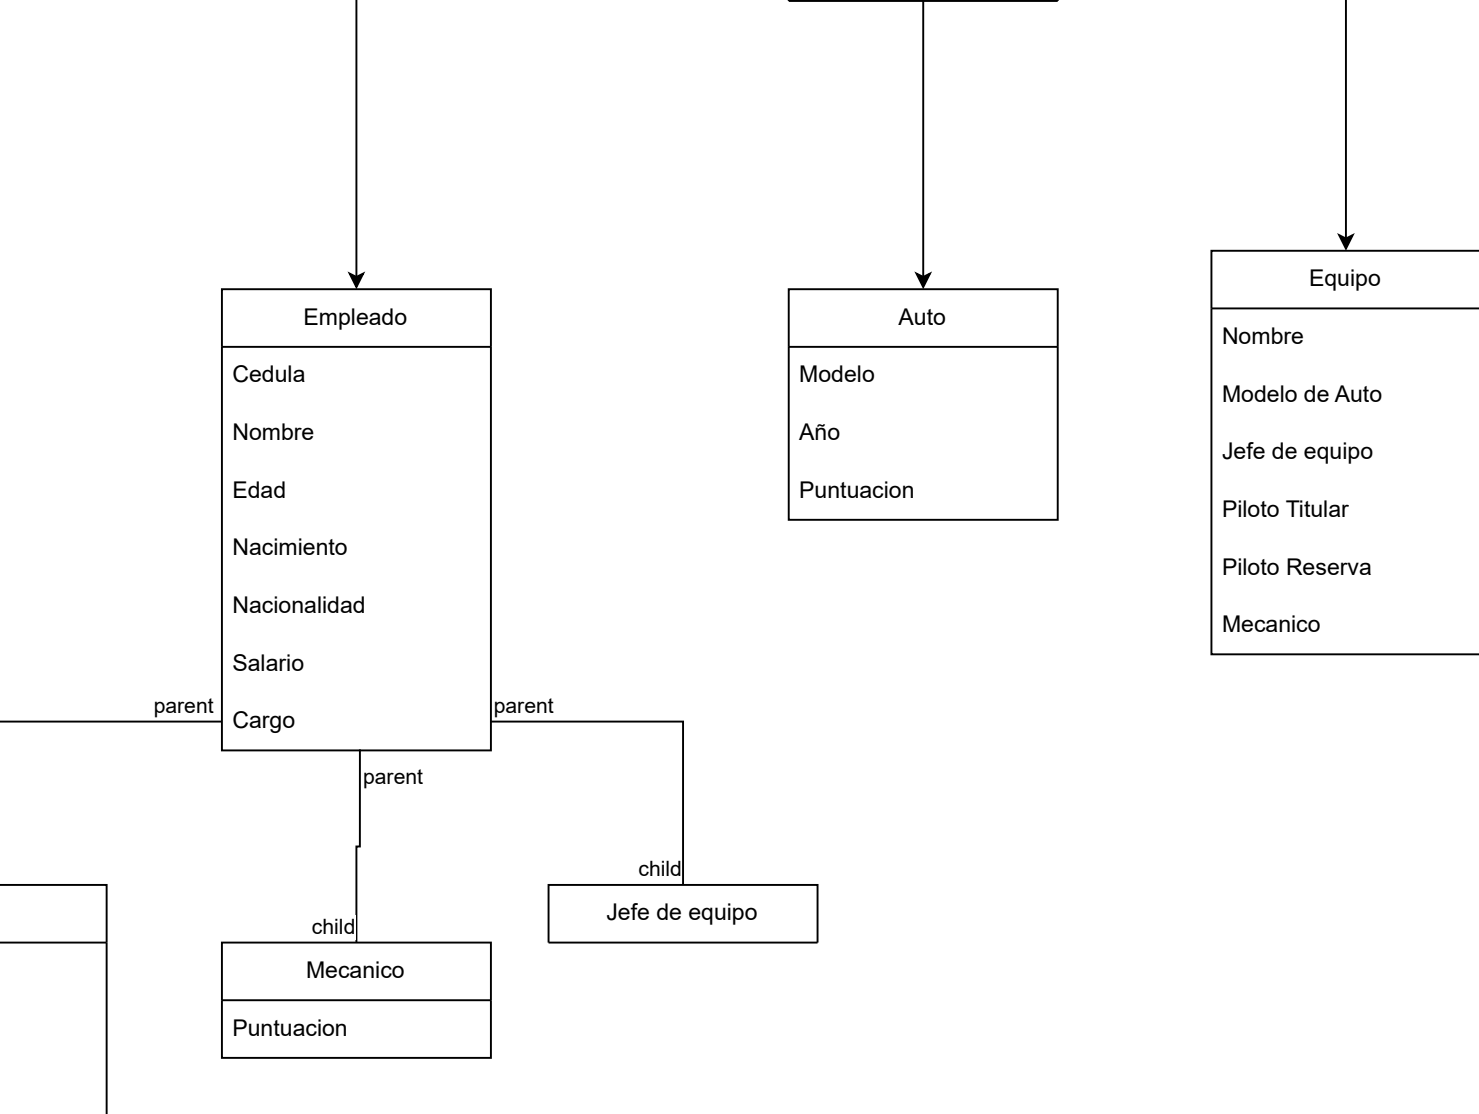 Empleado
Cedula
Nombre
Edad
Nacimiento
Nacionalidad
Salario
Cargo
parent
parent
parent
child
child
Mecanico
Puntuacion
Jefe de equipo
Auto
Modelo
Año
Puntuacion
Equipo
Nombre
Modelo de Auto
Jefe de equipo
Piloto Titular
Piloto Reserva
Mecanico